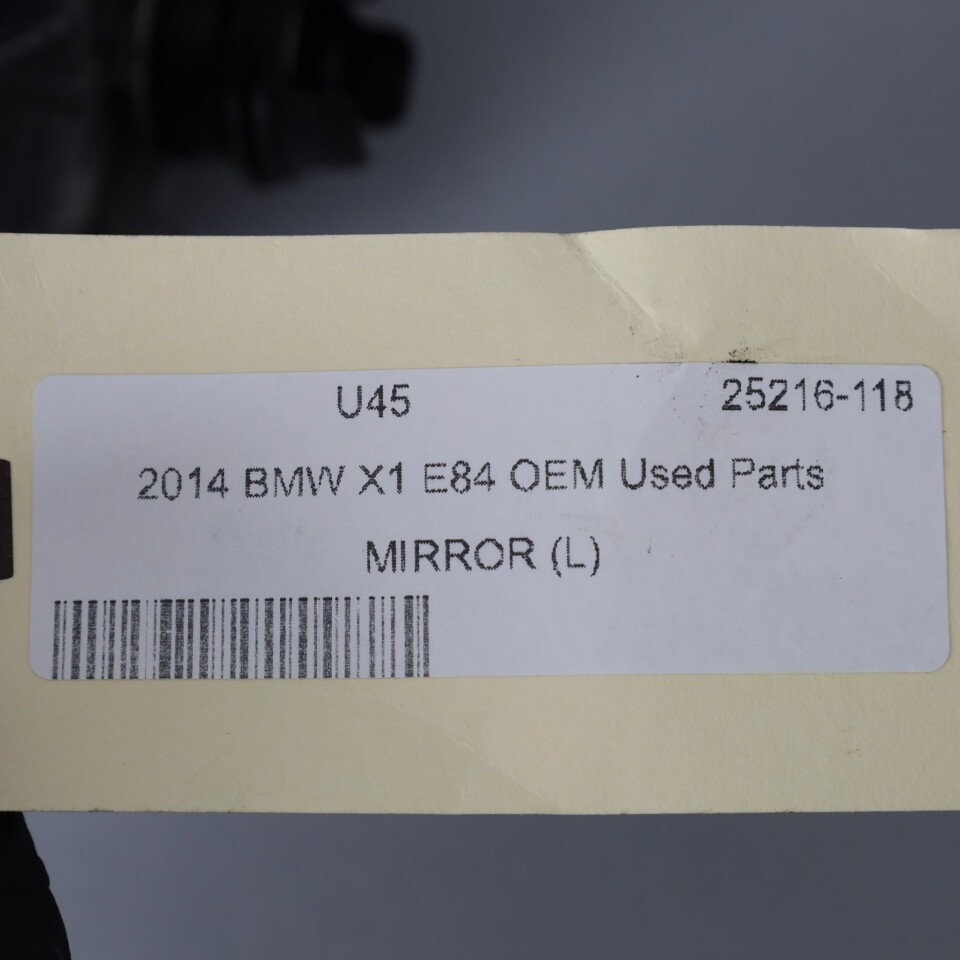 U45 25216-118
2014 BMW X1 E84 OEM Used Parts
MIRROR (L)